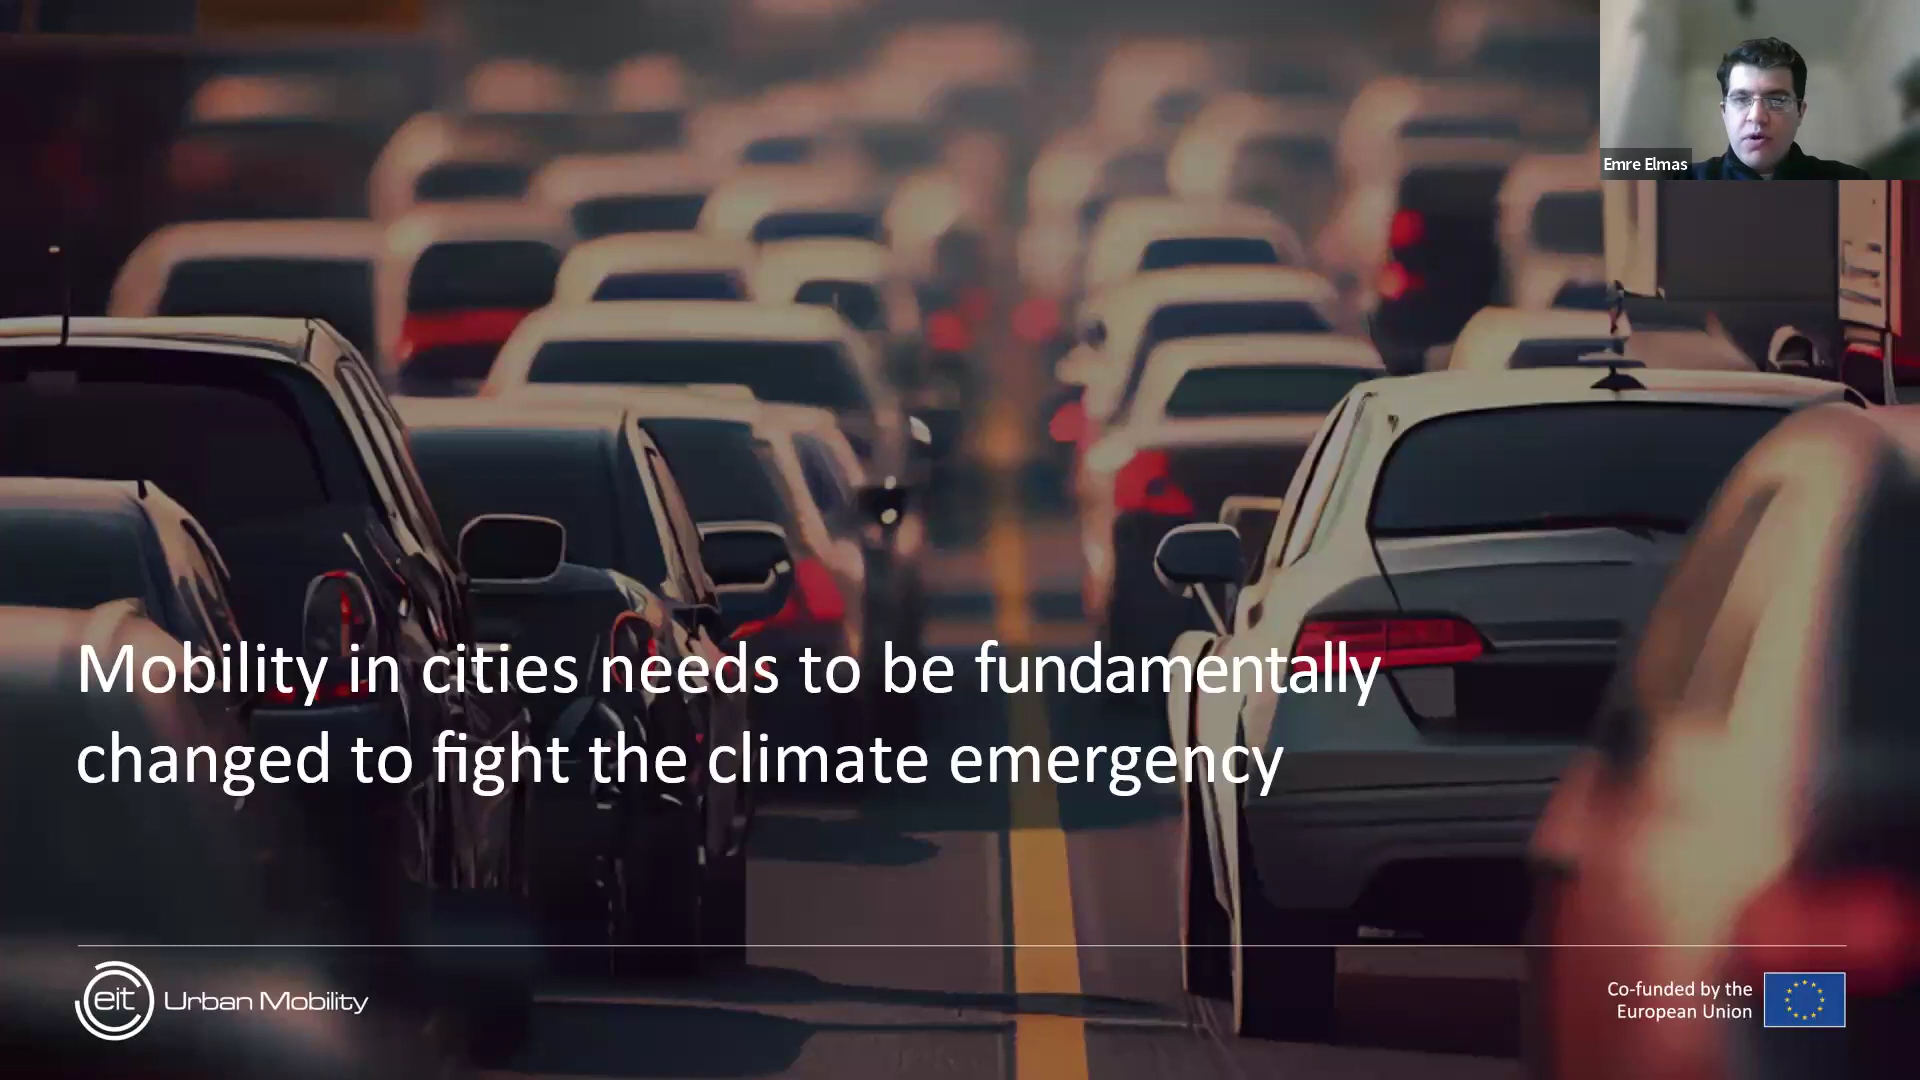 Emre Elmas
Mobility in cities needs to be fundamentally
changed to fight the climate emergency
eit Urban Mobility
Co-funded by the
European Union